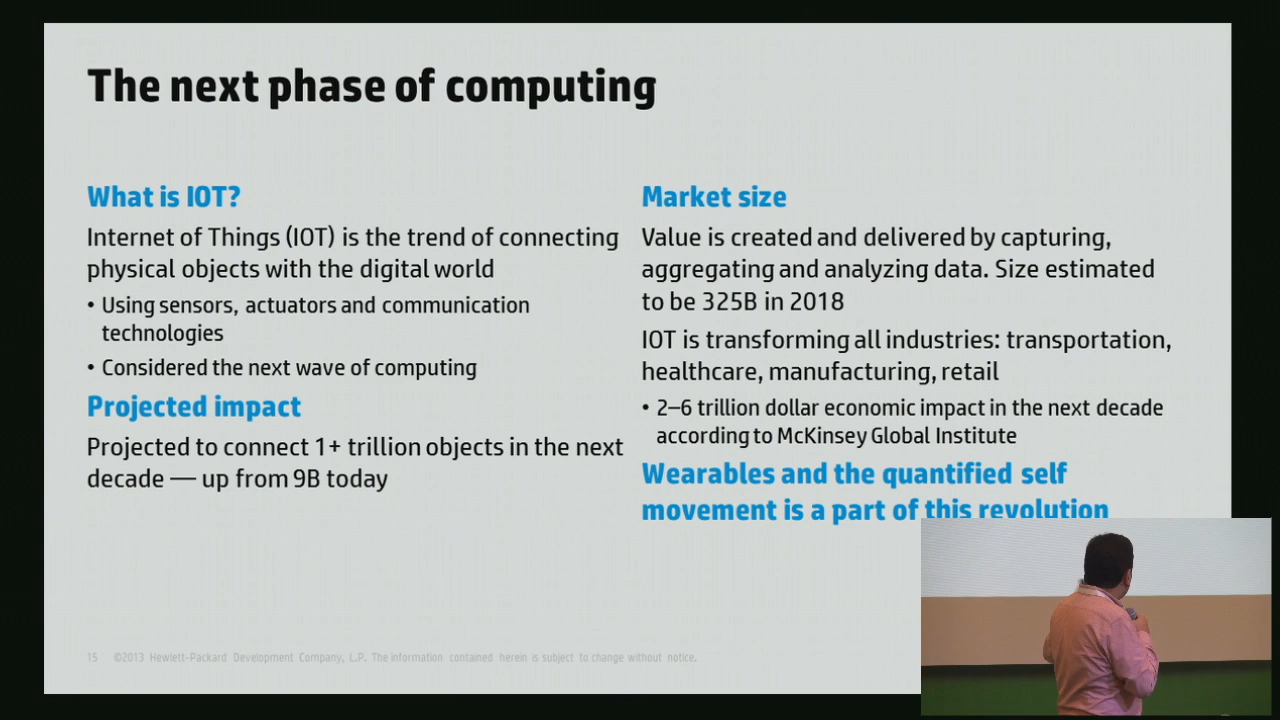 The next phase of computing
What is IOT?
Internet of Things (IOT) is the trend of connecting
physical objects with the digital world
• Using sensors, actuators and communication
technologies
• Considered the next wave of computing
Projected impact
Projected to connect 1+ trillion objects in the next
decade — up from 9B today
Market size
Value is created and delivered by capturing,
aggregating and analyzing data. Size estimated
to be 325B in 2018
IOT is transforming all industries: transportation,
healthcare, manufacturing, retail
• 2–6 trillion dollar economic impact in the next decade
according to McKinsey Global Institute
Wearables and the quantified self
movement is a part of this revolution
15 ©2013 Hewlett-Packard Development Company, L.P. The information contained herein is subject to change without notice.